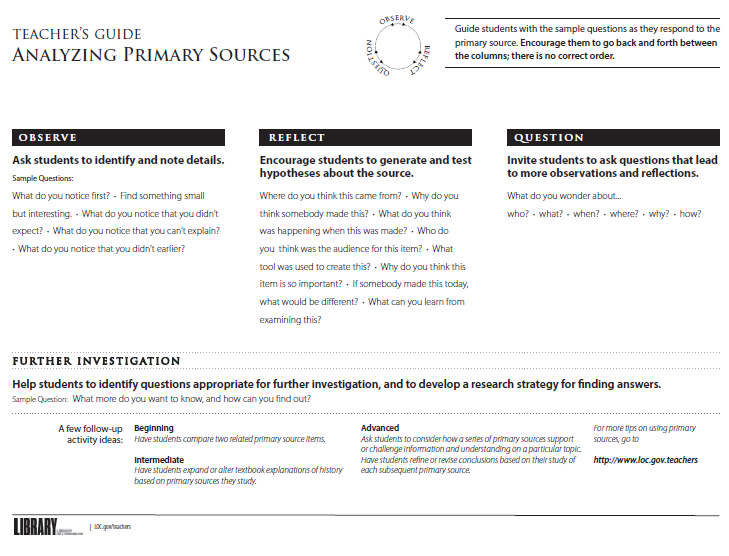 TEACHER'S GUIDE
ANALYZING PRIMARY SOURCES
OBSERVE
REFLECT
QUESTION
Guide students with the sample questions as they respond to the
primary source. Encourage them to go back and forth between
the columns; there is no correct order.
OBSERVE
Ask students to identify and note details.
Sample Questions:
What do you notice first? · Find something small
but interesting. · What do you notice that you didn't
expect? · What do you notice that you can't explain?
· What do you notice that you didn't earlier?
REFLECT
Encourage students to generate and test
hypotheses about the source.
Where do you think this came from? · Why do you
think somebody made this? · What do you think
was happening when this was made? · Who do
you think was the audience for this item? · What
tool was used to create this? · Why do you think this
item is so important? · If somebody made this today,
what would be different? · What can you learn from
examining this?
QUESTION
Invite students to ask questions that lead
to more observations and reflections.
What do you wonder about...
who? · what? · when? · where? · why? · how?
FURTHER INVESTIGATION
Help students to identify questions appropriate for further investigation, and to develop a research strategy for finding answers.
Sample Question: What more do you want to know, and how can you find out?
A few follow-up
activity ideas:
Beginning
Have students compare two related primary source items.
Intermediate
Have students expand or alter textbook explanations of history
based on primary sources they study.
Advanced
Ask students to consider how a series of primary sources support
or challenge information and understanding on a particular topic.
Have students refine or revise conclusions based on their study of
each subsequent primary source.
For more tips on using primary
sources, go to
http://www.loc.gov.teachers
LIBRARY
| LOC.gov/teachers